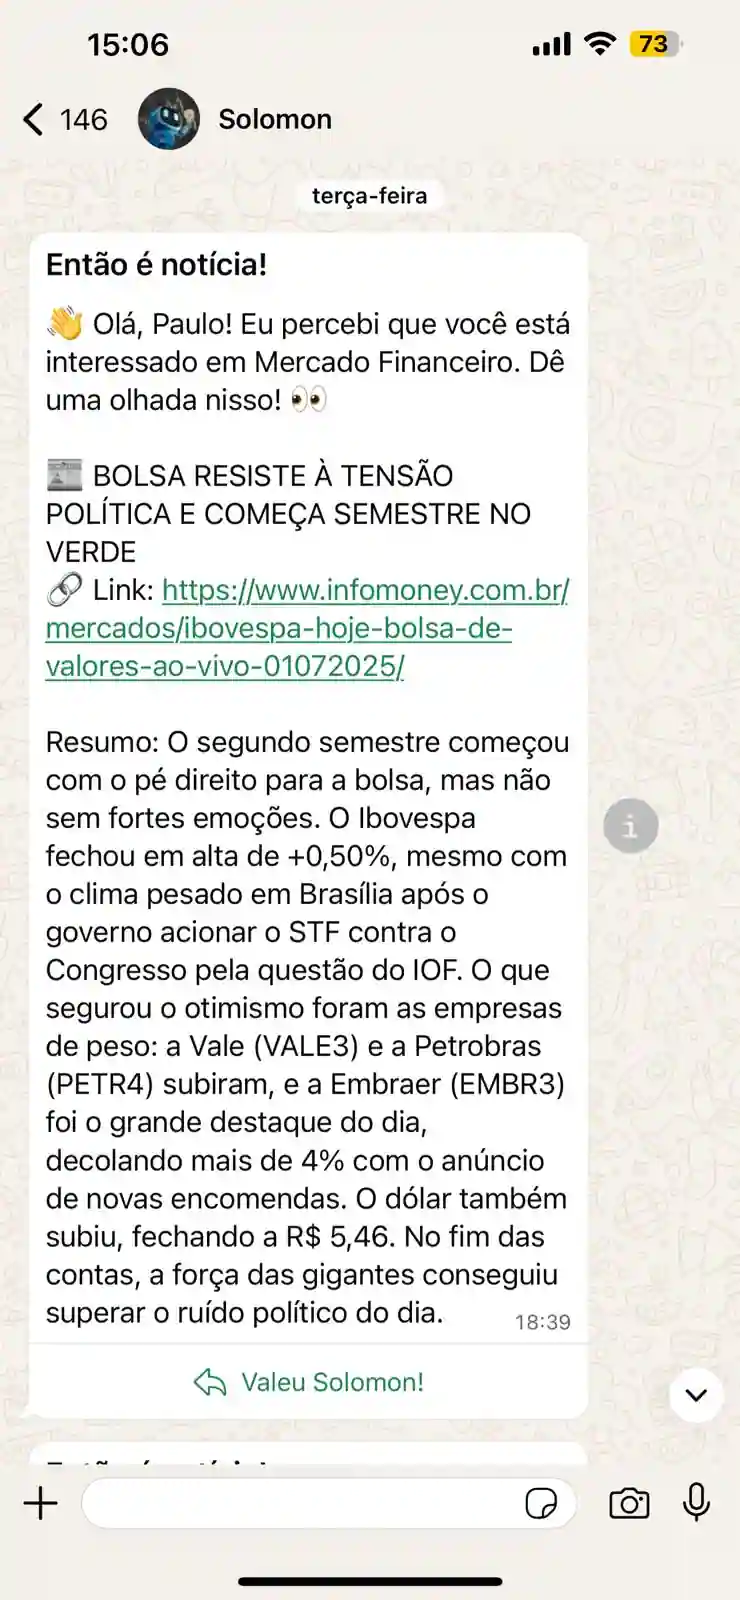 15:06
73
146
Solomon
terça-feira
Então é notícia!
👋 Olá, Paulo! Eu percebi que você está
interessado em Mercado Financeiro. Dê
uma olhada nisso! 👀
📰 BOLSA RESISTE À TENSÃO
POLÍTICA E COMEÇA SEMESTRE NO
VERDE
🔗 Link: https://www.infomoney.com.br/
mercados/ibovespa-hoje-bolsa-de-
valores-ao-vivo-01072025/
Resumo: O segundo semestre começou
com o pé direito para a bolsa, mas não
sem fortes emoções. O Ibovespa
fechou em alta de +0,50%, mesmo com
o clima pesado em Brasília após o
governo acionar o STF contra o
Congresso pela questão do IOF. O que
segurou o otimismo foram as empresas
de peso: a Vale (VALE3) e a Petrobras
(PETR4) subiram, e a Embraer (EMBR3)
foi o grande destaque do dia,
decolando mais de 4% com o anúncio
de novas encomendas. O dólar também
subiu, fechando a R$ 5,46. No fim das
contas, a força das gigantes conseguiu
superar o ruído político do dia.
18:39
Valeu Solomon!